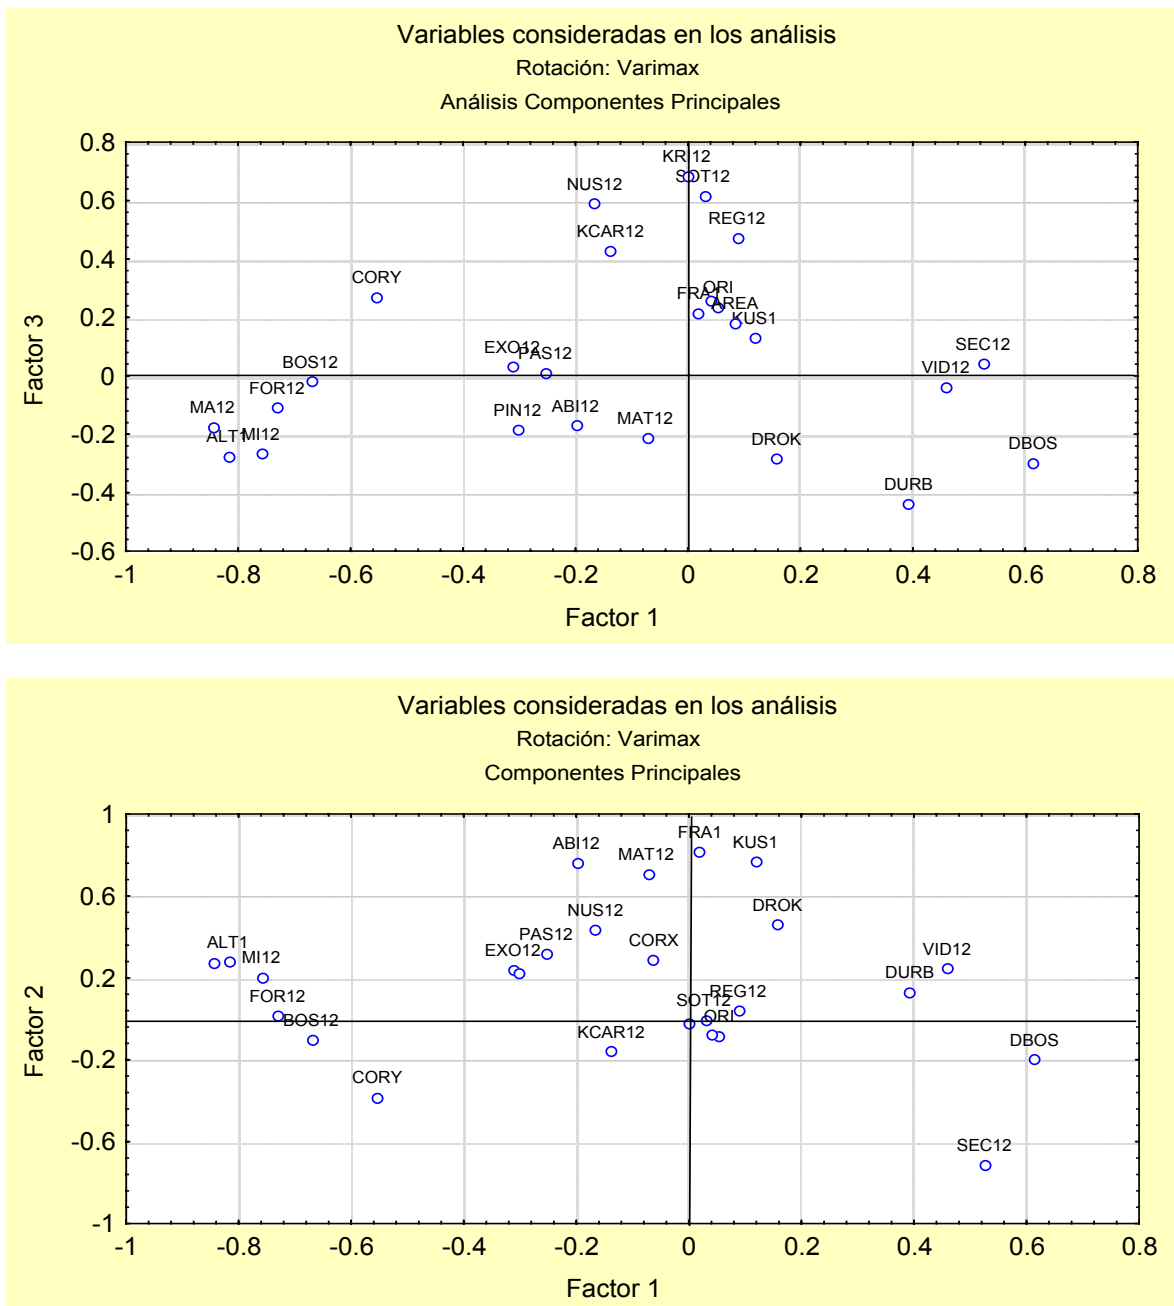 Variables consideradas en los análisis
Rotación: Varimax
Análisis Componentes Principales
0.8
KRI12
SOT12
NUS12
0.6
REG12
KCAR12
0.4
CORY
ORI
FRA1
AREA
0.2
KUS1
SEC12
EXO12
PAS12
BOS12
VID12
0
FOR12
MA12
PIN12
ABI12
MAT12
-0.2
ALT1
MI12
DROK
DBOS
DURB
-0.4
-0.6
-1
-0.8
-0.6
-0.4
-0.2
0
0.2
0.4
0.6
0.8
Factor 3
Factor 1
Variables consideradas en los análisis
Rotación: Varimax
Componentes Principales
1
FRA1
ABI12
MAT12
KUS1
0.6
NUS12
DROK
PAS12
CORX
EXO12
ALT1
MI12
VID12
DURB
0.2
FOR12
BOS12
SOT12
REG12
ORI
KCAR12
DBOS
-0.2
CORY
-0.6
SEC12
-1
-1
-0.8
-0.6
-0.4
-0.2
0
0.2
0.4
0.6
0.8
Factor 2
Factor 1